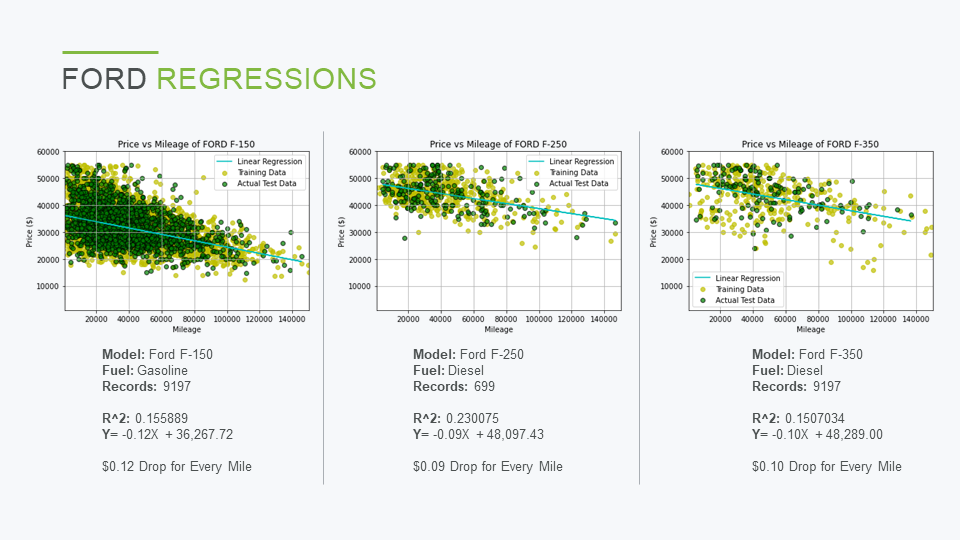 FORD REGRESSIONS
Price vs Mileage of FORD F-150
60000
50000
40000
30000
20000
10000
Price ($)
Linear Regression
Training Data
Actual Test Data
20000 40000 60000 80000 100000 120000 140000
Mileage
Model: Ford F-150
Fuel: Gasoline
Records: 9197
R^2: 0.155889
Y= -0.12X + 36,267.72
$0.12 Drop for Every Mile
Price vs Mileage of FORD F-250
60000
50000
40000
30000
20000
10000
Price ($)
Linear Regression
Training Data
Actual Test Data
20000 40000 60000 80000 100000 120000 140000
Mileage
Model: Ford F-250
Fuel: Diesel
Records: 699
R^2: 0.230075
Y= -0.09X + 48,097.43
$0.09 Drop for Every Mile
Price vs Mileage of FORD F-350
60000
50000
40000
30000
20000
10000
Price ($)
Linear Regression
Training Data
Actual Test Data
20000 40000 60000 80000 100000 120000 140000
Mileage
Model: Ford F-350
Fuel: Diesel
Records: 9197
R^2: 0.1507034
Y= -0.10X + 48,289.00
$0.10 Drop for Every Mile